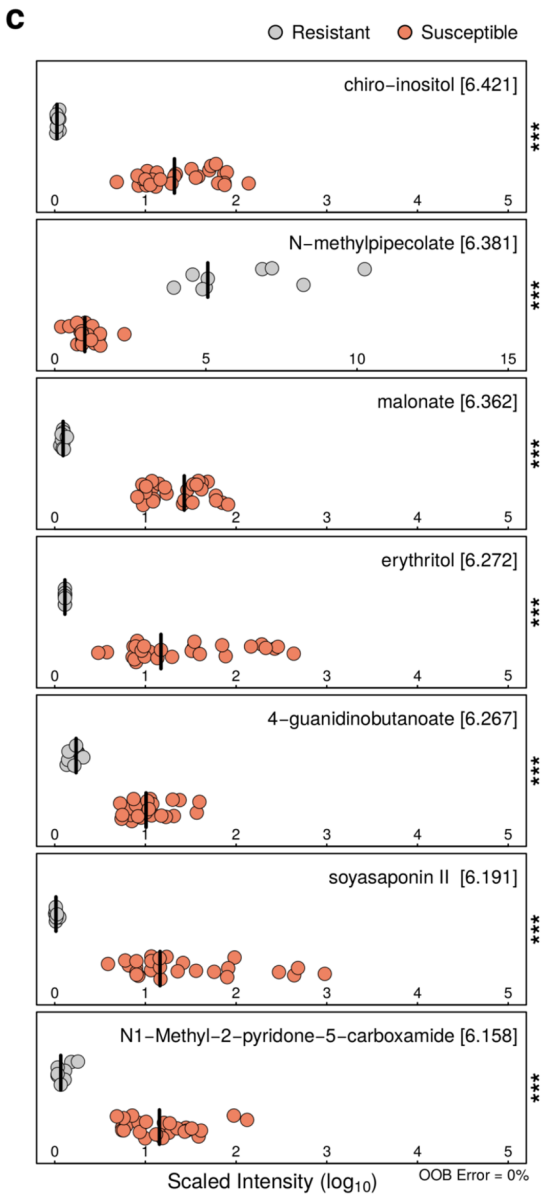 c
Resistant Susceptible
chiro−inositol [6.421]
***
0 1 2 3 4 5
N−methylpipecolate [6.381]
***
0 5 10 15
malonate [6.362]
***
0 1 2 3 4 5
erythritol [6.272]
***
0 1 2 3 4 5
4−guanidinobutanoate [6.267]
***
0 1 2 3 4 5
soyasaponin II [6.191]
***
0 1 2 3 4 5
N1−Methyl−2−pyridone−5−carboxamide [6.158]
***
0 1 2 3 4 5
Scaled Intensity (log10) OOB Error = 0%